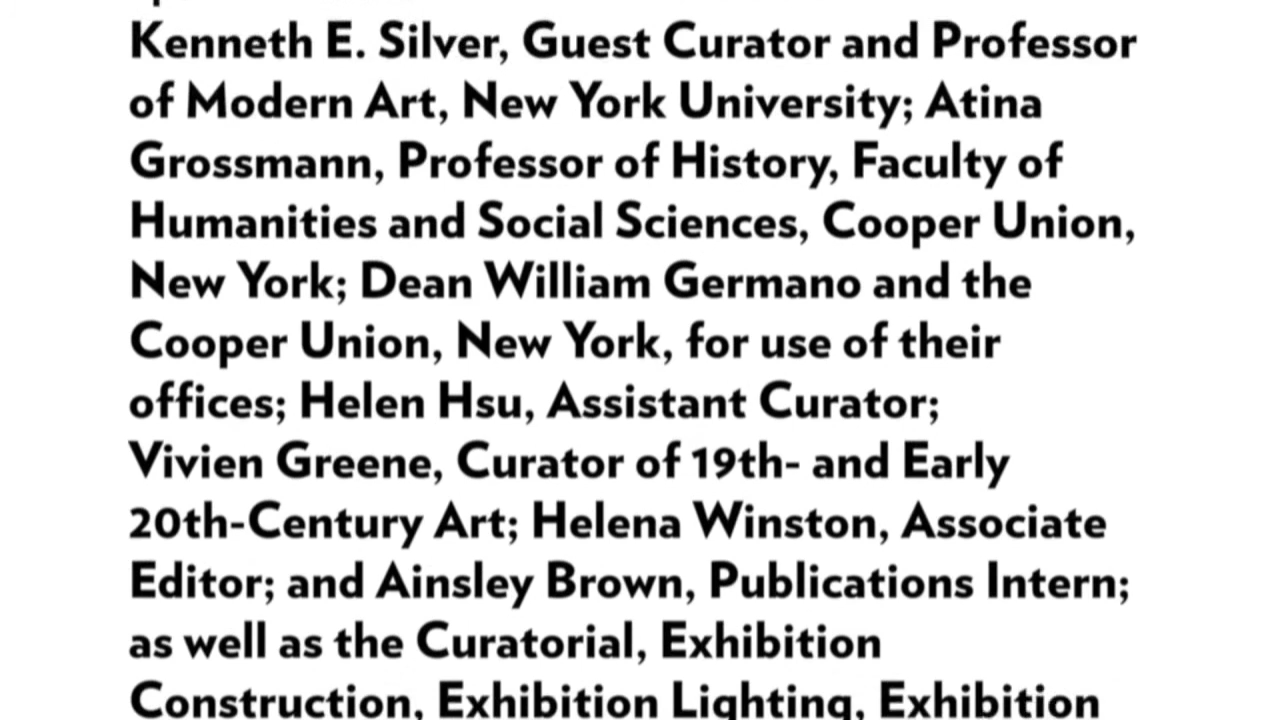 Kenneth E. Silver, Guest Curator and Professor
of Modern Art, New York University; Atina
Grossmann, Professor of History, Faculty of
Humanities and Social Sciences, Cooper Union,
New York; Dean William Germano and the
Cooper Union, New York, for use of their
offices; Helen Hsu, Assistant Curator;
Vivien Greene, Curator of 19th- and Early
20th-Century Art; Helena Winston, Associate
Editor; and Ainsley Brown, Publications Intern;
as well as the Curatorial, Exhibition
Construction, Exhibition Lighting, Exhibition